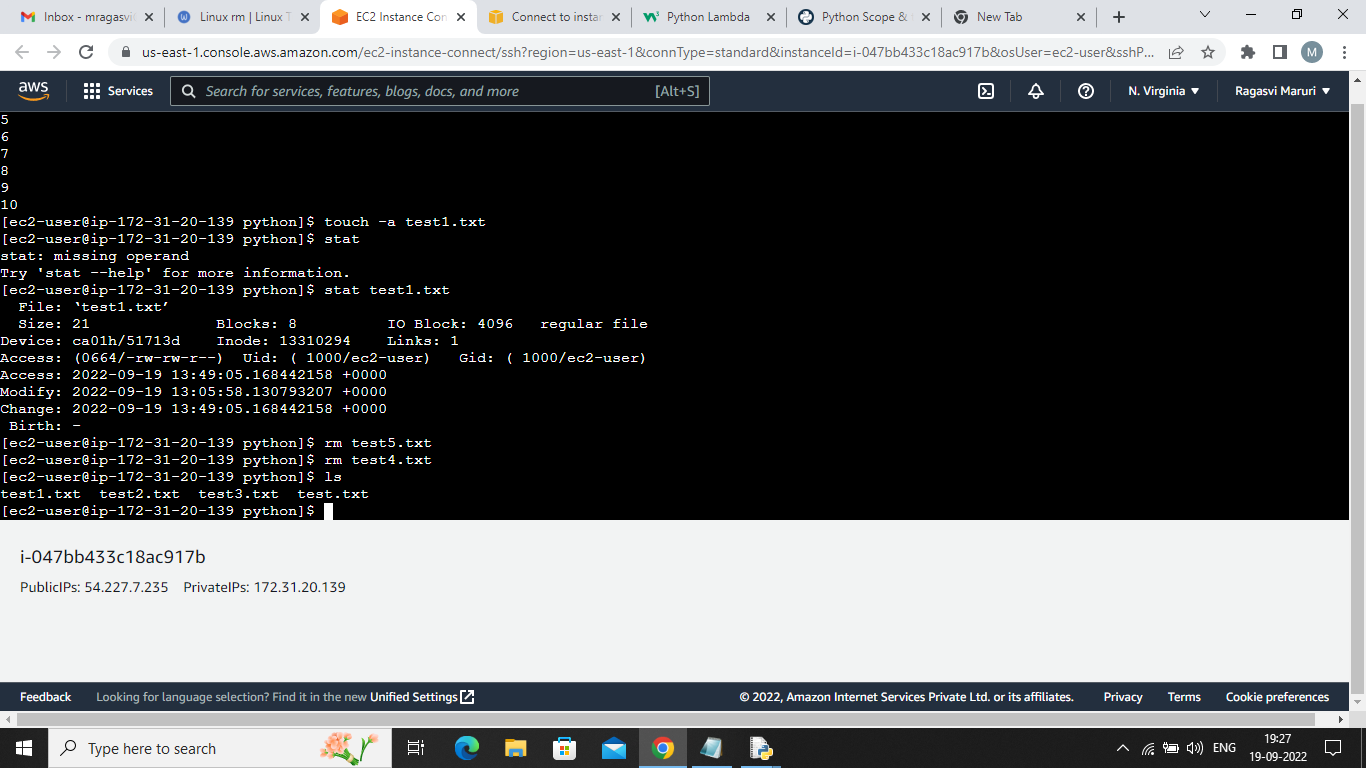 Inbox - mragasvi
Linux rm | Linux T
EC2 Instance Con
Connect to instan
Python Lambda
Python Scope &
New Tab
us-east-1.console.aws.amazon.com/ec2-instance-connect/ssh?region=us-east-1&connType=standard&instanceId=i-047bb433c18ac917b&osUser=ec2-user&sshP...
M
aws
Services
Search for services, features, blogs, docs, and more
[Alt+S]
N. Virginia
Ragasvi Maruri
5
6
7
8
9
10
[ec2-user@ip-172-31-20-139 python]$ touch -a test1.txt
[ec2-user@ip-172-31-20-139 python]$ stat
stat: missing operand
Try 'stat --help' for more information.
[ec2-user@ip-172-31-20-139 python]$ stat test1.txt
File: ‘test1.txt’
Size: 21 Blocks: 8 IO Block: 4096 regular file
Device: ca01h/51713d Inode: 13310294 Links: 1
Access: (0664/-rw-rw-r--) Uid: ( 1000/ec2-user) Gid: ( 1000/ec2-user)
Access: 2022-09-19 13:49:05.168442158 +0000
Modify: 2022-09-19 13:05:58.130793207 +0000
Change: 2022-09-19 13:49:05.168442158 +0000
Birth: -
[ec2-user@ip-172-31-20-139 python]$ rm test5.txt
[ec2-user@ip-172-31-20-139 python]$ rm test4.txt
[ec2-user@ip-172-31-20-139 python]$ ls
test1.txt test2.txt test3.txt test.txt
[ec2-user@ip-172-31-20-139 python]$
i-047bb433c18ac917b
PublicIPs: 54.227.7.235 PrivateIPs: 172.31.20.139
Feedback
Looking for language selection? Find it in the new Unified Settings
© 2022, Amazon Internet Services Private Ltd. or its affiliates.
Privacy
Terms
Cookie preferences
Type here to search
ENG
19:27
19-09-2022